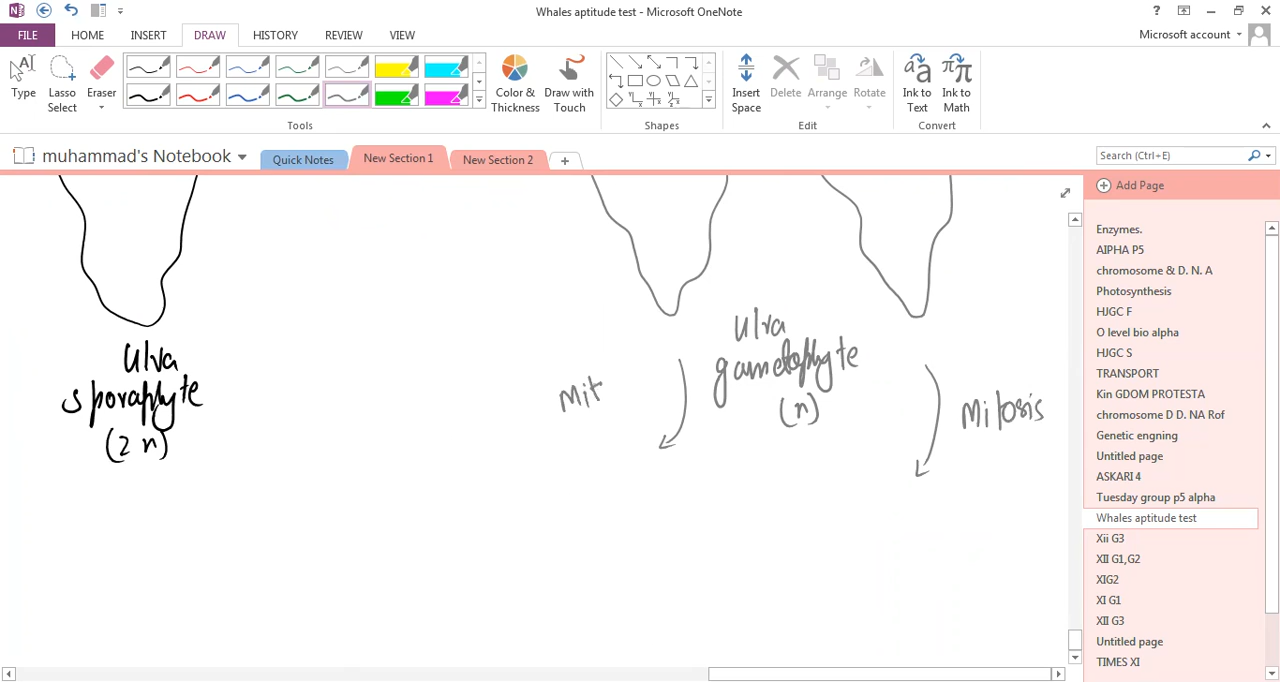 Whales aptitude test - Microsoft OneNote
?
FILE HOME INSERT DRAW HISTORY REVIEW VIEW
Microsoft account
Type
Lasso Select
Eraser
Color & Thickness
Draw with Touch
Insert Space
Delete
Arrange
Rotate
Ink to Text
Ink to Math
Tools
Shapes
Edit
Convert
muhammad's Notebook
Quick Notes
New Section 1
New Section 2
Search (Ctrl+E)
Add Page
Enzymes.
AlPHA P5
chromosome & D. N. A
Photosynthesis
HJGC F
O level bio alpha
HJGC S
TRANSPORT
Kin GDOM PROTESTA
chromosome D D. NA Rof
Genetic engning
Untitled page
ASKARI 4
Tuesday group p5 alpha
Whales aptitude test
Xii G3
XII G1,G2
XIG2
XI G1
XII G3
Untitled page
TIMES XI
Ulva
sporaphyte
(2 n)
Mit
Ulva
gametophyte
(n)
Mitosis